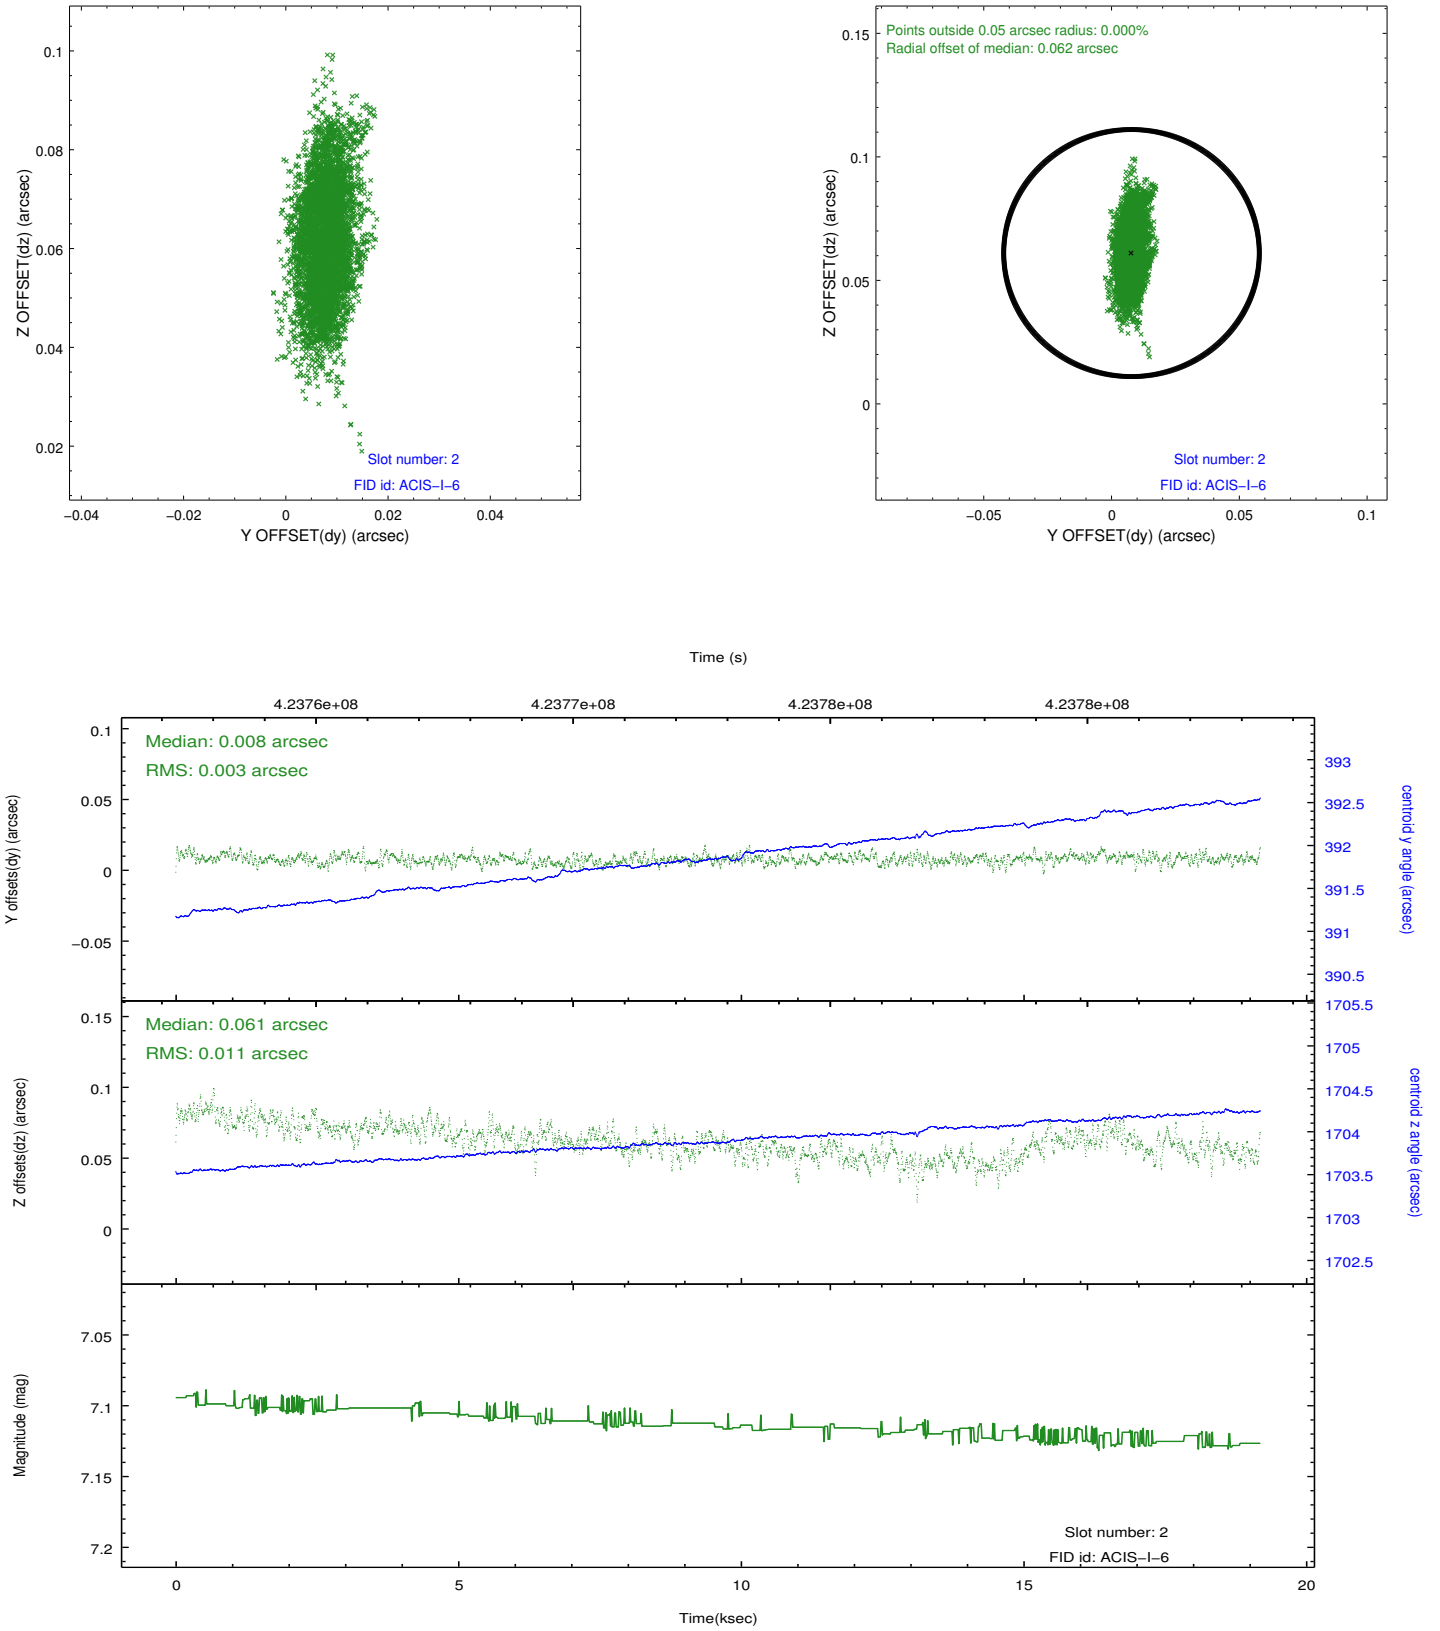 0.1
0.08
0.06
0.04
0.02
Z OFFSET(dz) (arcsec)
Slot number: 2
FID id: ACIS−I−6
−0.04
−0.02
0
0.02
0.04
Y OFFSET(dy) (arcsec)
Points outside 0.05 arcsec radius: 0.000%
Radial offset of median: 0.062 arcsec
0.15
0.1
0.05
0
Z OFFSET(dz) (arcsec)
Slot number: 2
FID id: ACIS−I−6
−0.05
0
0.05
0.1
Y OFFSET(dy) (arcsec)
Time (s)
4.2376e+08
4.2377e+08
4.2378e+08
4.2378e+08
Median: 0.008 arcsec
RMS: 0.003 arcsec
0.1
0.05
0
−0.05
Y offsets(dy) (arcsec)
393
392.5
392
391.5
391
390.5
centroid y angle (arcsec)
Median: 0.061 arcsec
RMS: 0.011 arcsec
0.15
0.1
0.05
0
Z offsets(dz) (arcsec)
1705.5
1705
1704.5
1704
1703.5
1703
1702.5
centroid z angle (arcsec)
7.05
7.1
7.15
7.2
Magnitude (mag)
Slot number: 2
FID id: ACIS−I−6
0
5
10
15
20
Time(ksec)